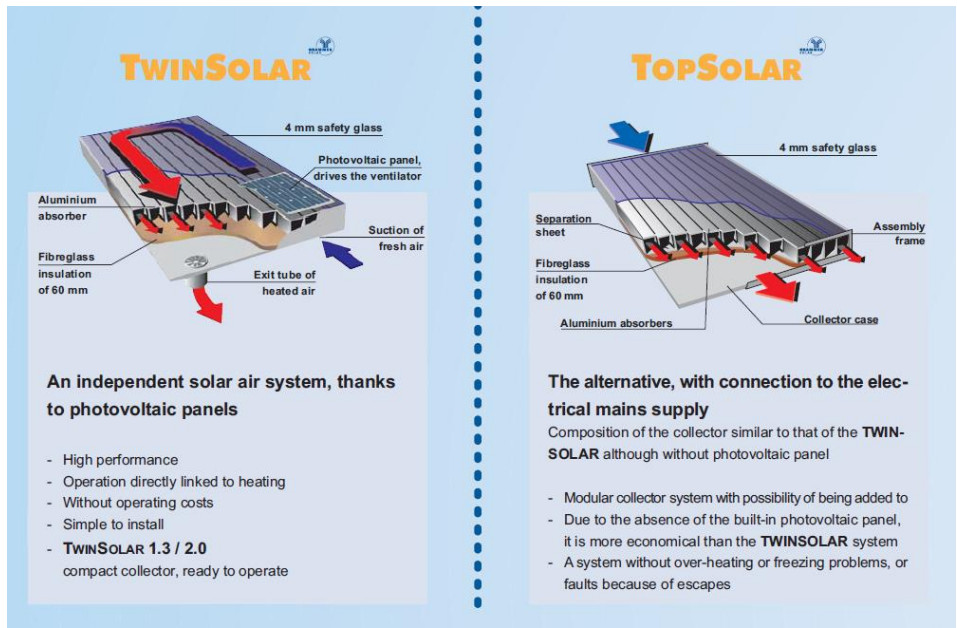 TWINSOLAR
4 mm safety glass
Photovoltaic panel,
drives the ventilator
Aluminium
absorber
Suction of
fresh air
Fibreglass
insulation
of 60 mm
Exit tube of
heated air
An independent solar air system, thanks
to photovoltaic panels
- High performance
- Operation directly linked to heating
- Without operating costs
- Simple to install
- TWINSOLAR 1.3 / 2.0
compact collector, ready to operate
TOPSOLAR
4 mm safety glass
Separation
sheet
Assembly
frame
Fibreglass
insulation
of 60 mm
Aluminium absorbers
Collector case
The alternative, with connection to the elec-
trical mains supply
Composition of the collector similar to that of the TWIN-
SOLAR although without photovoltaic panel
- Modular collector system with possibility of being added to
- Due to the absence of the built-in photovoltaic panel,
it is more economical than the TWINSOLAR system
- A system without over-heating or freezing problems, or
faults because of escapes